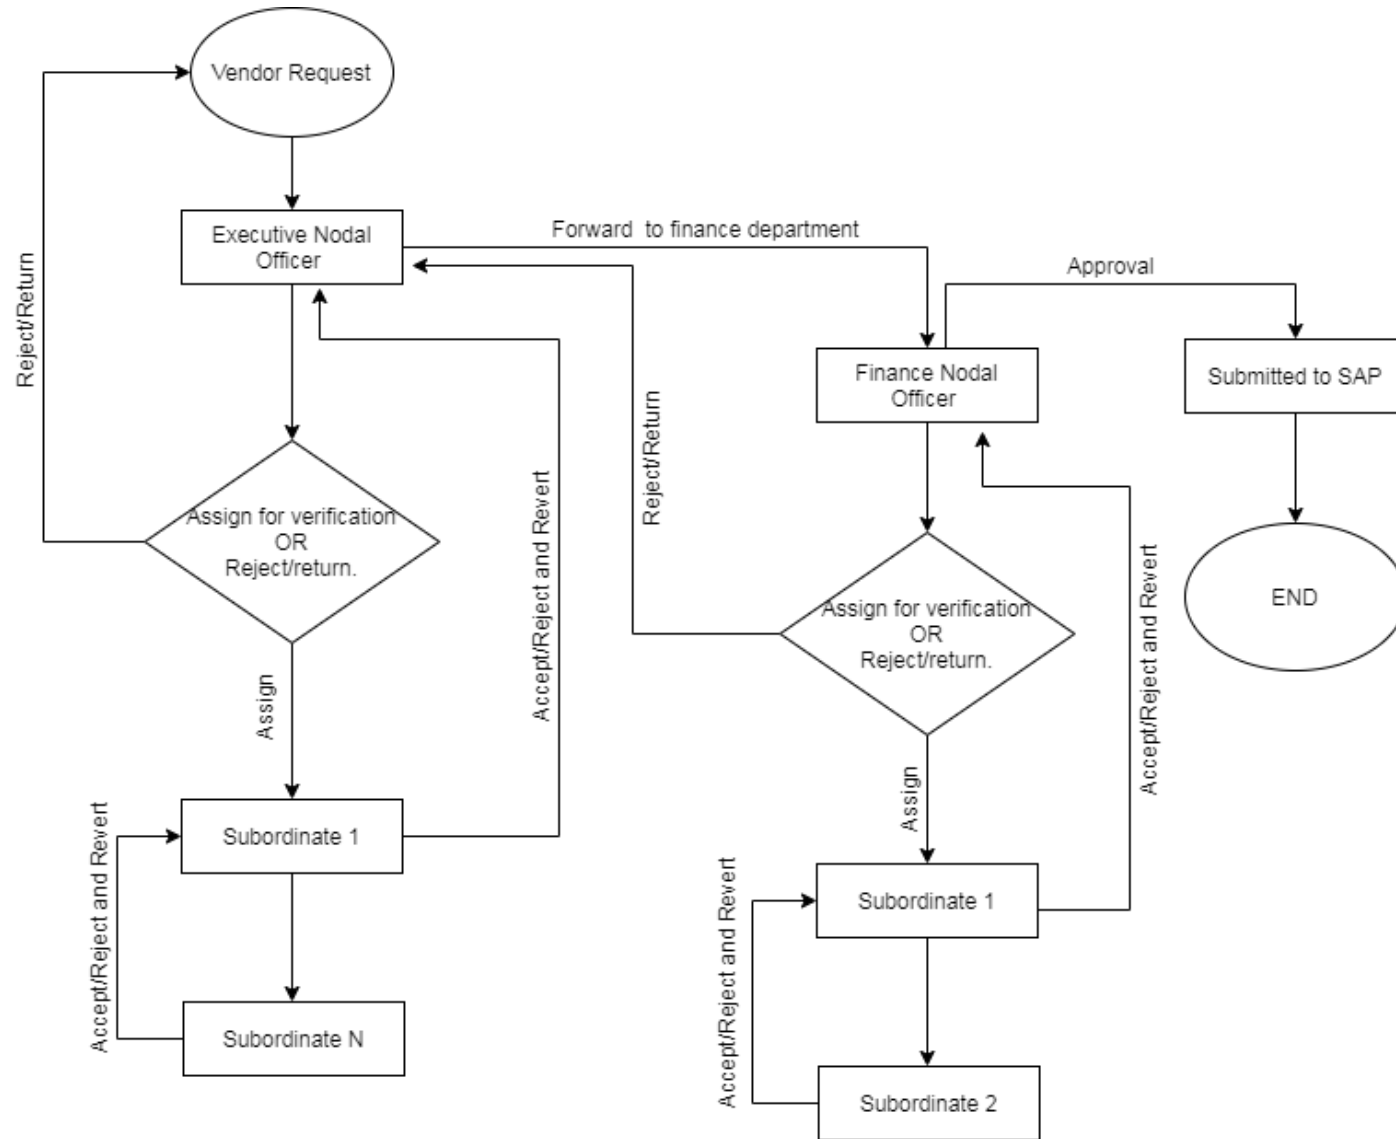 Vendor Request
Reject/Return
Executive Nodal
Officer
Forward  to finance department
Approval
Finance Nodal
Officer
Submitted to SAP
Reject/Return
Assign for verification
OR
Reject/return.
Accept/Reject and Revert
Assign for verification
OR
Reject/return.
Accept/Reject and Revert
END
Assign
Assign
Subordinate 1
Accept/Reject and Revert
Subordinate 1
Accept/Reject and Revert
Subordinate N
Subordinate 2